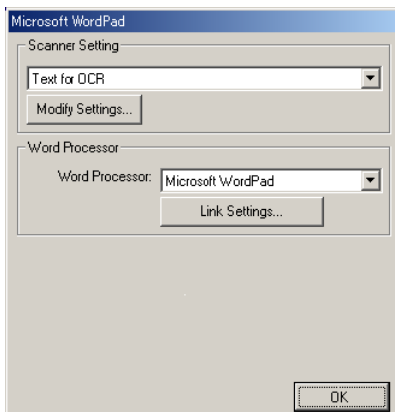 Microsoft WordPad
Scanner Setting
Text for OCR
Modify Settings...
Word Processor
Word Processor: Microsoft WordPad
Link Settings...
OK